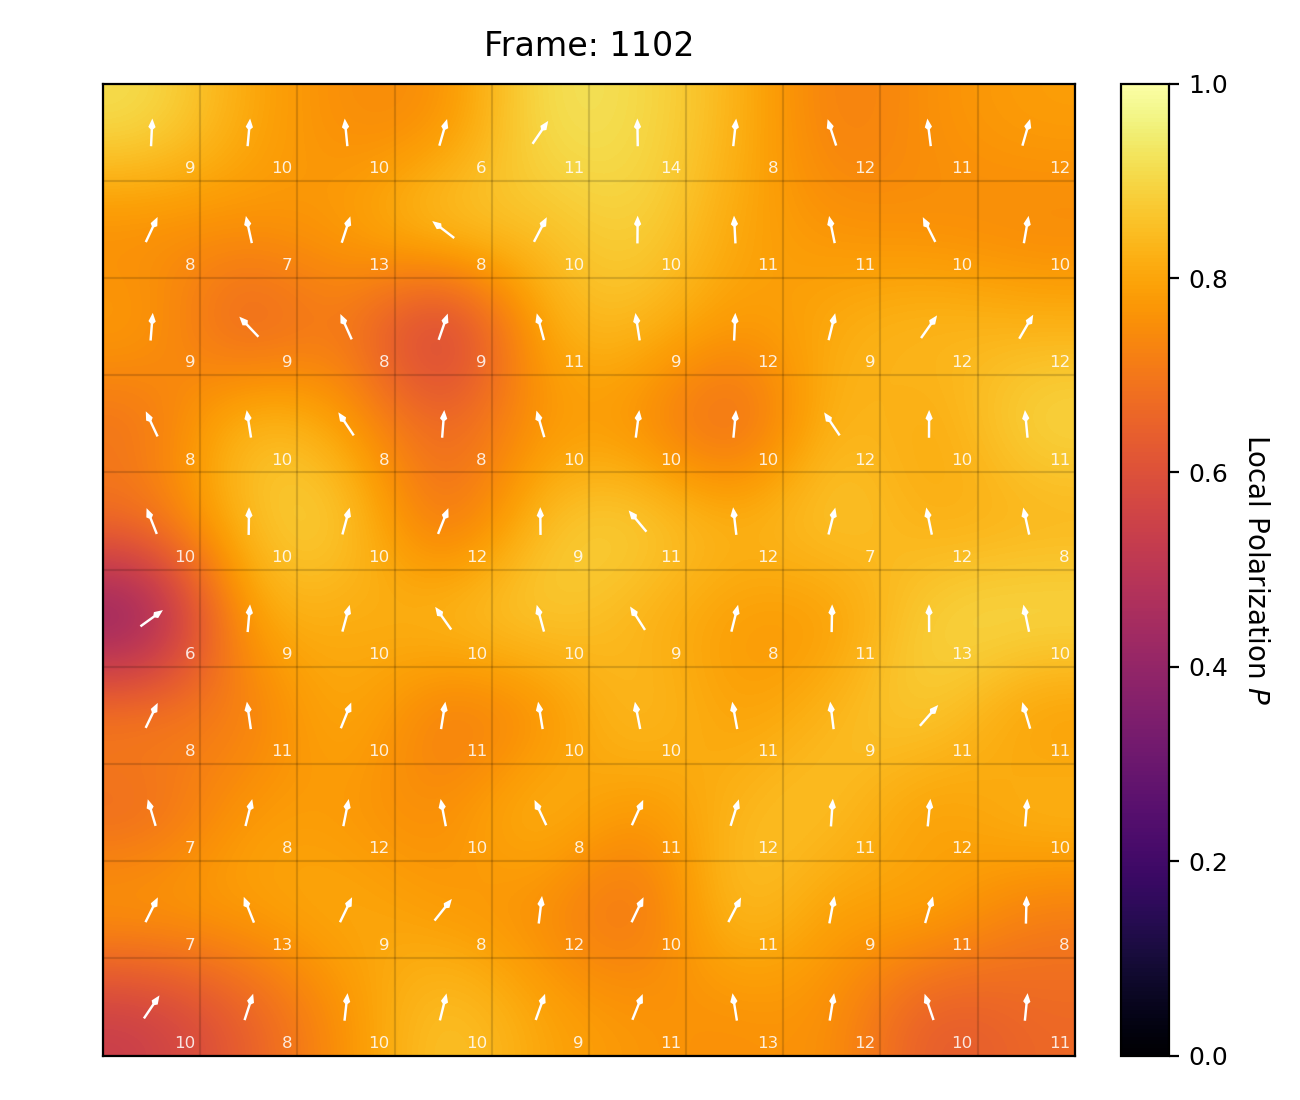 Frame: 1102
9 10 10 6 11 14 8 12 11 12
8 7 13 8 10 10 11 11 10 10
9 9 8 9 11 9 12 9 12 12
8 10 8 8 10 10 10 12 10 11
10 10 10 12 9 11 12 7 12 8
6 9 10 10 10 9 8 11 13 10
8 11 10 11 10 10 11 9 11 11
7 8 12 10 8 11 12 11 12 10
7 13 9 8 12 10 11 9 11 8
10 8 10 10 9 11 13 12 10 11
1.0
0.8
0.6
0.4
0.2
0.0
Local Polarization P